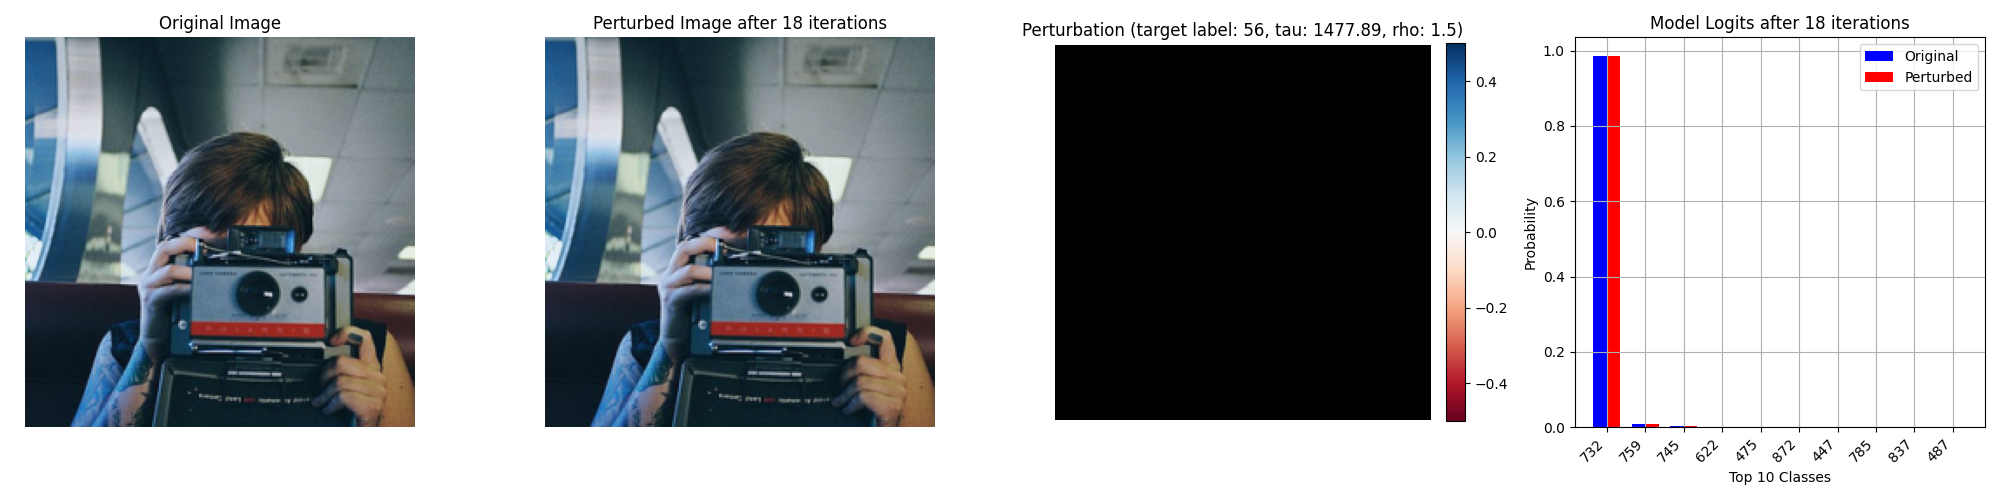 Original Image
Perturbed Image after 18 iterations
Perturbation (target label: 56, tau: 1477.89, rho: 1.5)
Model Logits after 18 iterations
POLAROID
POLAROID
0.4
0.2
0.0
−0.2
−0.4
Probability
1.0
0.8
0.6
0.4
0.2
0.0
Original
Perturbed
732
759
745
622
475
872
447
785
837
487
Top 10 Classes